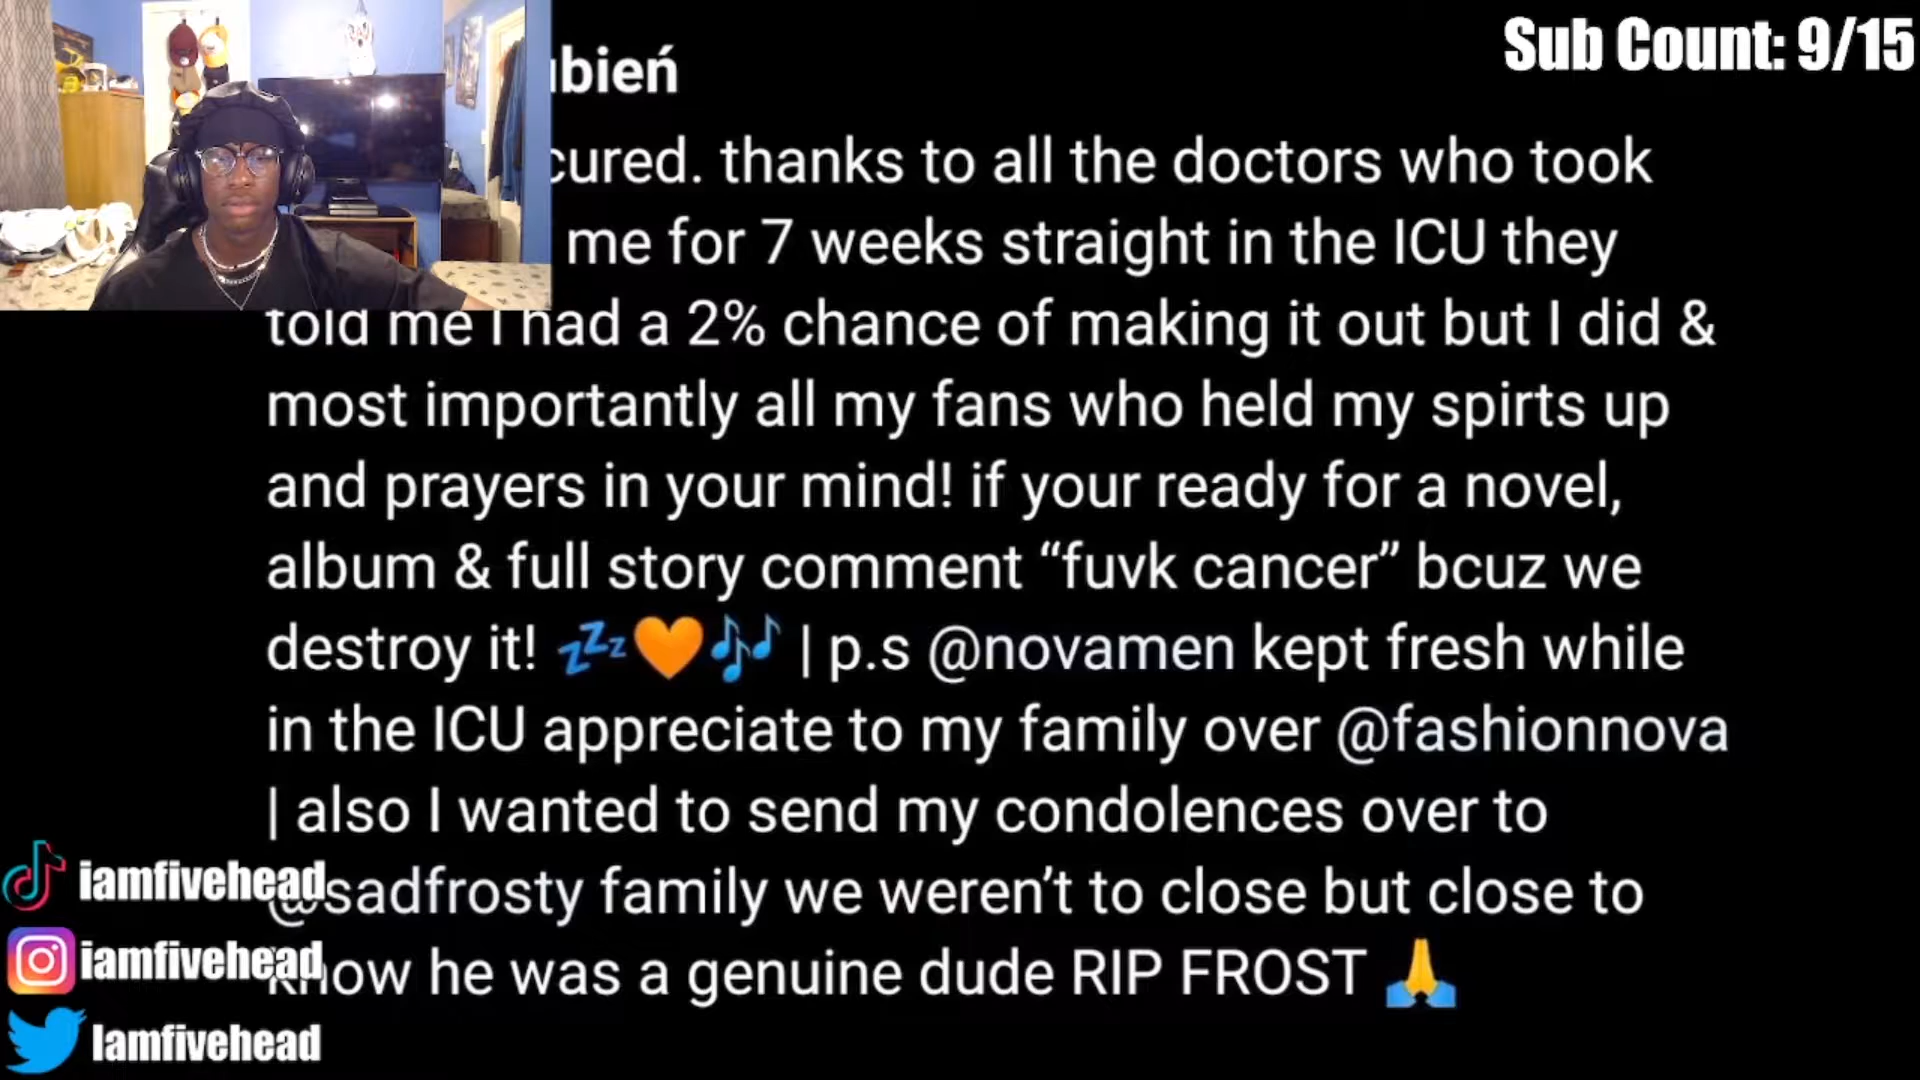 Sub Count: 9/15
bień
cured. thanks to all the doctors who took
me for 7 weeks straight in the ICU they
told me I had a 2% chance of making it out but I did &
most importantly all my fans who held my spirts up
and prayers in your mind! if your ready for a novel,
album & full story comment “fuvk cancer” bcuz we
destroy it! 💤🧡🎶 | p.s @novamen kept fresh while
in the ICU appreciate to my family over @fashionnova
| also I wanted to send my condolences over to
@sadfrosty family we weren’t to close but close to
know he was a genuine dude RIP FROST 🙏
iamfivehead
iamfivehead
Iamfivehead